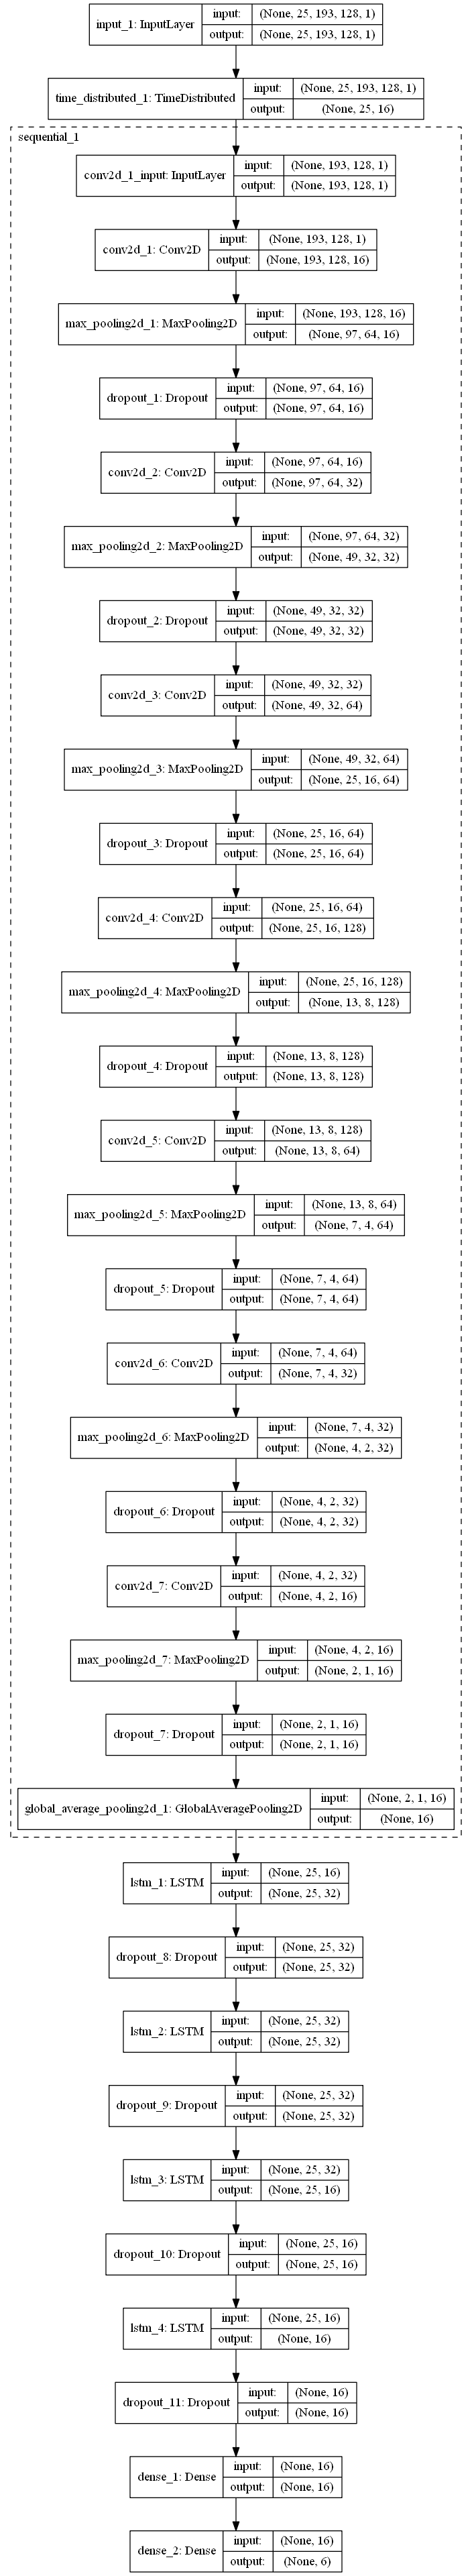 input_1: InputLayer
input: (None, 25, 193, 128, 1)
output: (None, 25, 193, 128, 1)
time_distributed_1: TimeDistributed
input: (None, 25, 193, 128, 1)
output: (None, 25, 16)
sequential_1
conv2d_1_input: InputLayer
input: (None, 193, 128, 1)
output: (None, 193, 128, 1)
conv2d_1: Conv2D
input: (None, 193, 128, 1)
output: (None, 193, 128, 16)
max_pooling2d_1: MaxPooling2D
input: (None, 193, 128, 16)
output: (None, 97, 64, 16)
dropout_1: Dropout
input: (None, 97, 64, 16)
output: (None, 97, 64, 16)
conv2d_2: Conv2D
input: (None, 97, 64, 16)
output: (None, 97, 64, 32)
max_pooling2d_2: MaxPooling2D
input: (None, 97, 64, 32)
output: (None, 49, 32, 32)
dropout_2: Dropout
input: (None, 49, 32, 32)
output: (None, 49, 32, 32)
conv2d_3: Conv2D
input: (None, 49, 32, 32)
output: (None, 49, 32, 64)
max_pooling2d_3: MaxPooling2D
input: (None, 49, 32, 64)
output: (None, 25, 16, 64)
dropout_3: Dropout
input: (None, 25, 16, 64)
output: (None, 25, 16, 64)
conv2d_4: Conv2D
input: (None, 25, 16, 64)
output: (None, 25, 16, 128)
max_pooling2d_4: MaxPooling2D
input: (None, 25, 16, 128)
output: (None, 13, 8, 128)
dropout_4: Dropout
input: (None, 13, 8, 128)
output: (None, 13, 8, 128)
conv2d_5: Conv2D
input: (None, 13, 8, 128)
output: (None, 13, 8, 64)
max_pooling2d_5: MaxPooling2D
input: (None, 13, 8, 64)
output: (None, 7, 4, 64)
dropout_5: Dropout
input: (None, 7, 4, 64)
output: (None, 7, 4, 64)
conv2d_6: Conv2D
input: (None, 7, 4, 64)
output: (None, 7, 4, 32)
max_pooling2d_6: MaxPooling2D
input: (None, 7, 4, 32)
output: (None, 4, 2, 32)
dropout_6: Dropout
input: (None, 4, 2, 32)
output: (None, 4, 2, 32)
conv2d_7: Conv2D
input: (None, 4, 2, 32)
output: (None, 4, 2, 16)
max_pooling2d_7: MaxPooling2D
input: (None, 4, 2, 16)
output: (None, 2, 1, 16)
dropout_7: Dropout
input: (None, 2, 1, 16)
output: (None, 2, 1, 16)
global_average_pooling2d_1: GlobalAveragePooling2D
input: (None, 2, 1, 16)
output: (None, 16)
lstm_1: LSTM
input: (None, 25, 16)
output: (None, 25, 32)
dropout_8: Dropout
input: (None, 25, 32)
output: (None, 25, 32)
lstm_2: LSTM
input: (None, 25, 32)
output: (None, 25, 32)
dropout_9: Dropout
input: (None, 25, 32)
output: (None, 25, 32)
lstm_3: LSTM
input: (None, 25, 32)
output: (None, 25, 16)
dropout_10: Dropout
input: (None, 25, 16)
output: (None, 25, 16)
lstm_4: LSTM
input: (None, 25, 16)
output: (None, 16)
dropout_11: Dropout
input: (None, 16)
output: (None, 16)
dense_1: Dense
input: (None, 16)
output: (None, 16)
dense_2: Dense
input: (None, 16)
output: (None, 6)